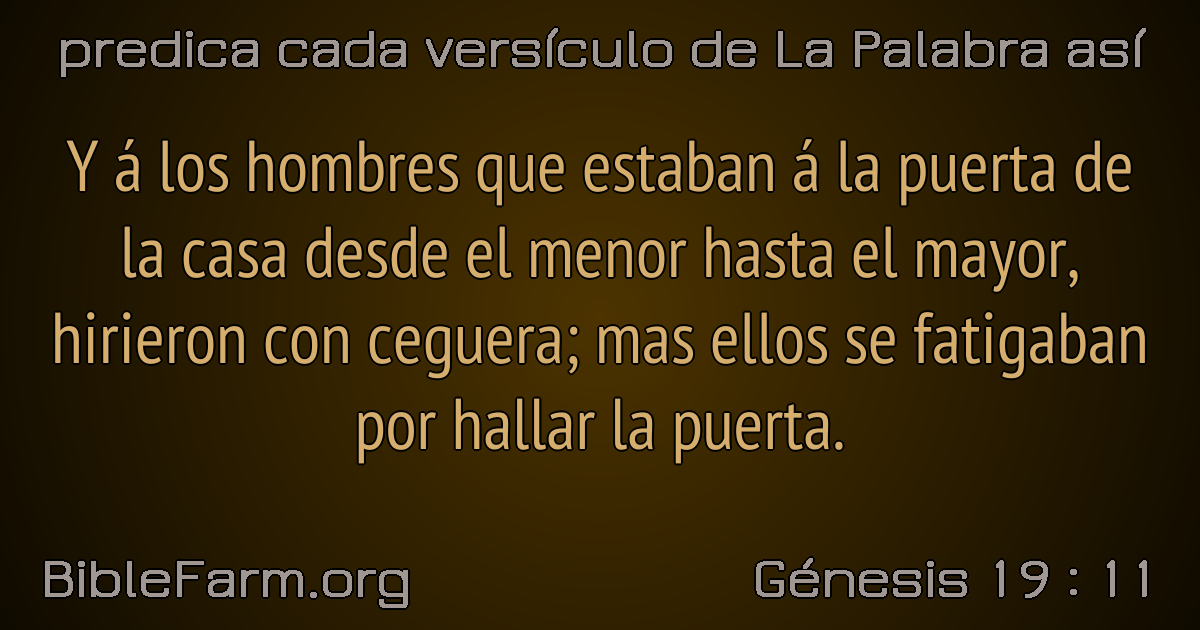 predica cada versículo de La Palabra así
Y á los hombres que estaban á la puerta de
la casa desde el menor hasta el mayor,
hirieron con ceguera; mas ellos se fatigaban
por hallar la puerta.
BibleFarm.org
Génesis 19 : 11